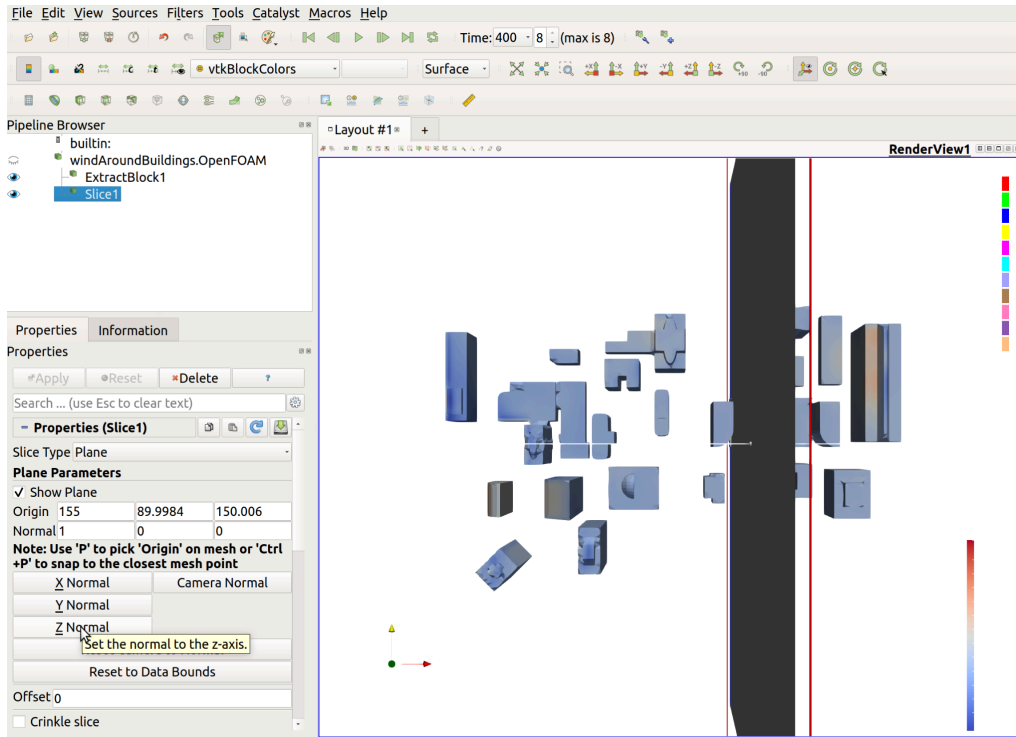 File Edit View Sources Filters Tools Catalyst Macros Help
Time: 400 8 (max is 8)
vtkBlockColors Surface +X -X +Y -Y +Z -Z +90 -90
Pipeline Browser
Layout #1 +
builtin:
windAroundBuildings.OpenFOAM
ExtractBlock1
Slice1
RenderView1
Properties Information
Properties
Apply Reset Delete ?
Search ... (use Esc to clear text)
Properties (Slice1)
Slice Type Plane
Plane Parameters
Show Plane
Origin 155 89.9984 150.006
Normal 1 0 0
Note: Use 'P' to pick 'Origin' on mesh or 'Ctrl
+P' to snap to the closest mesh point
X Normal Camera Normal
Y Normal
Z Normal
Set the normal to the z-axis.
Reset to Data Bounds
Offset 0
Crinkle slice